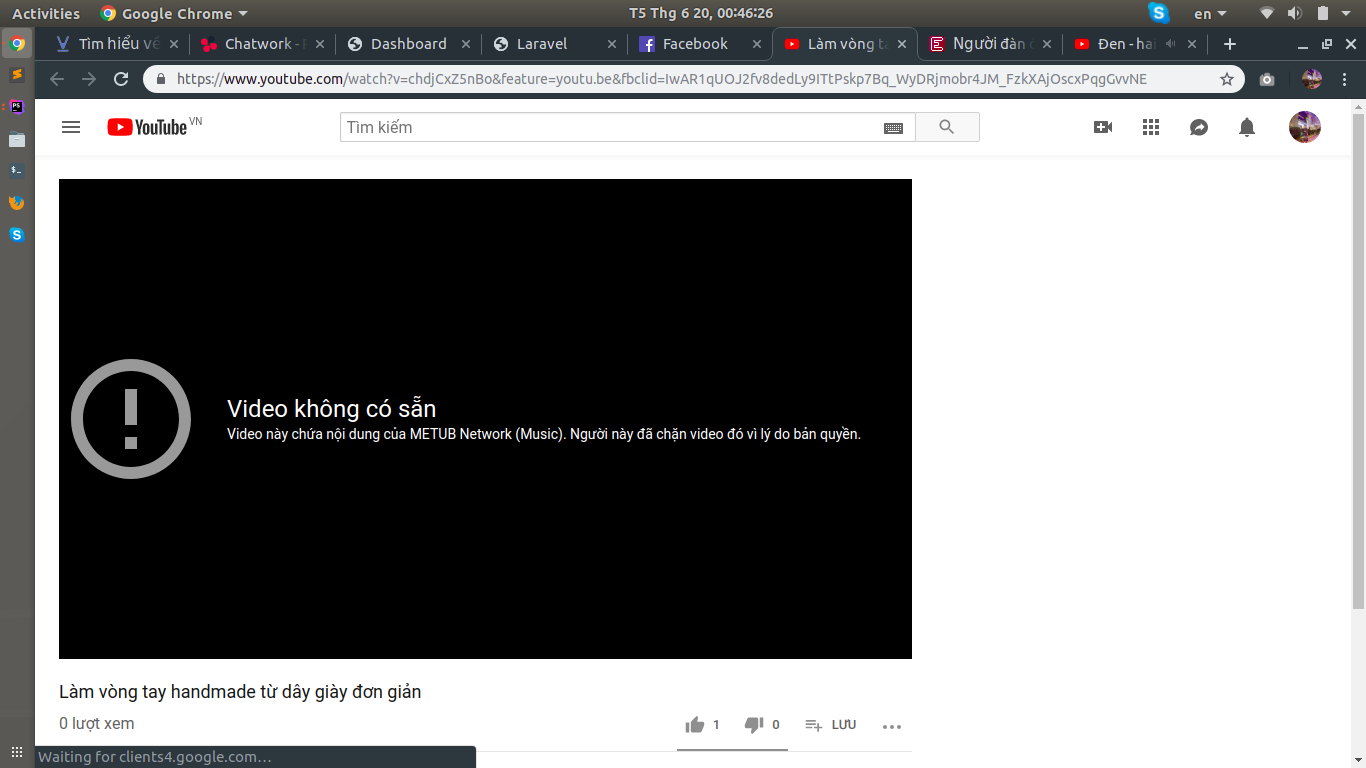 Activities
Google Chrome
T5 Thg 6 20, 00:46:26
en
Tìm hiểu về
Chatwork -
Dashboard
Laravel
Facebook
Làm vòng ta
Người đàn
Đen - hai
https://www.youtube.com/watch?v=chdjCxZ5nBo&feature=youtu.be&fbclid=IwAR1qUOJ2fv8dedLy9ITtPskp7Bq_WyDRjmobr4JM_FzkXAjOscxPqgGvvNE
YouTube VN
Tìm kiếm
Video không có sẵn
Video này chứa nội dung của METUB Network (Music). Người này đã chặn video đó vì lý do bản quyền.
Làm vòng tay handmade từ dây giày đơn giản
0 lượt xem
1
0
LƯU
Waiting for clients4.google.com…